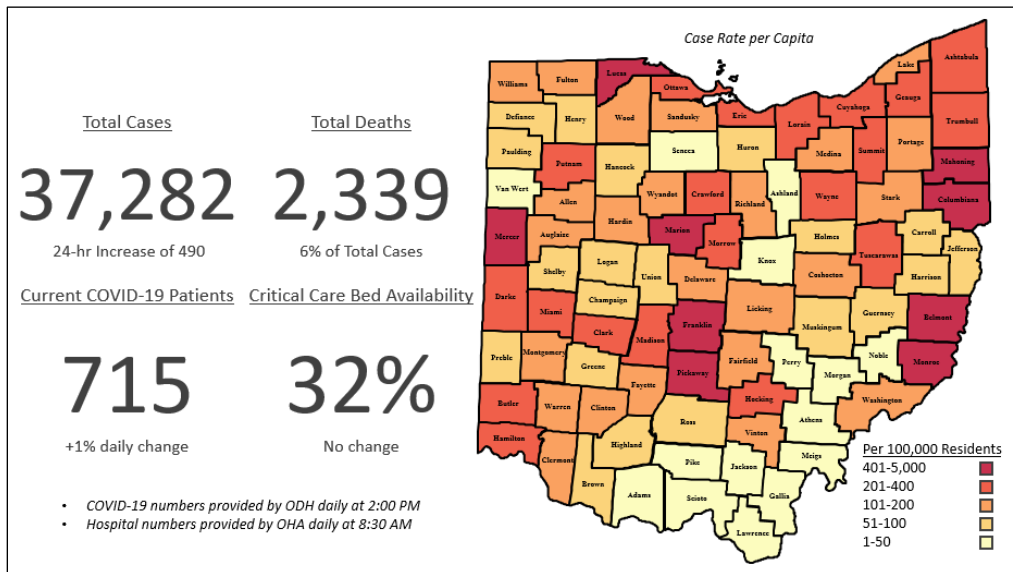 Total Cases
37,282
24-hr Increase of 490
Total Deaths
2,339
6% of Total Cases
Current COVID-19 Patients
715
+1% daily change
Critical Care Bed Availability
32%
No change
• COVID-19 numbers provided by ODH daily at 2:00 PM
• Hospital numbers provided by OHA daily at 8:30 AM
Case Rate per Capita
Williams
Fulton
Lucas
Ottawa
Lake
Ashtabula
Geauga
Cuyahoga
Erie
Lorain
Trumbull
Defiance
Henry
Wood
Sandusky
Huron
Medina
Summit
Portage
Mahoning
Paulding
Putnam
Hancock
Seneca
Ashland
Wayne
Stark
Columbiana
Van Wert
Allen
Wyandot
Crawford
Richland
Mercer
Auglaize
Hardin
Marion
Morrow
Holmes
Carroll
Jefferson
Tuscarawas
Harrison
Knox
Coshocton
Shelby
Logan
Union
Delaware
Darke
Champaign
Miami
Clark
Madison
Franklin
Licking
Muskingum
Guernsey
Belmont
Preble
Montgomery
Greene
Fayette
Pickaway
Fairfield
Perry
Morgan
Noble
Monroe
Butler
Warren
Clinton
Ross
Hocking
Athens
Washington
Hamilton
Clermont
Highland
Vinton
Meigs
Brown
Adams
Pike
Jackson
Gallia
Scioto
Lawrence
Per 100,000 Residents
401-5,000
201-400
101-200
51-100
1-50